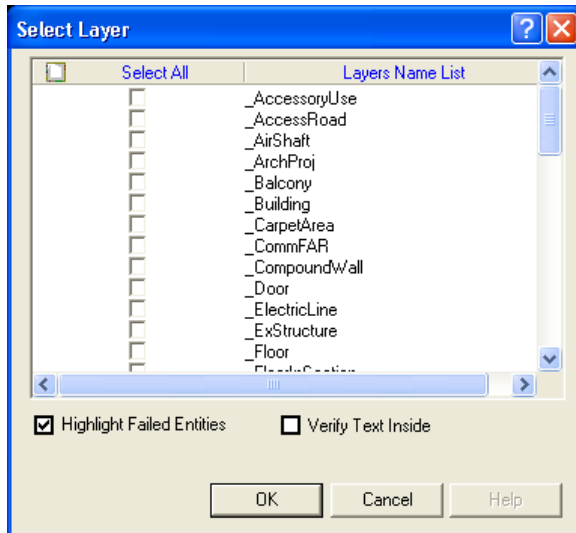 Select Layer
Select All Layers Name List
_AccessoryUse
_AccessRoad
_AirShaft
_ArchProj
_Balcony
_Building
_CarpetArea
_CommFAR
_CompoundWall
_Door
_ElectricLine
_ExStructure
_Floor
Highlight Failed Entities Verify Text Inside
OK Cancel Help